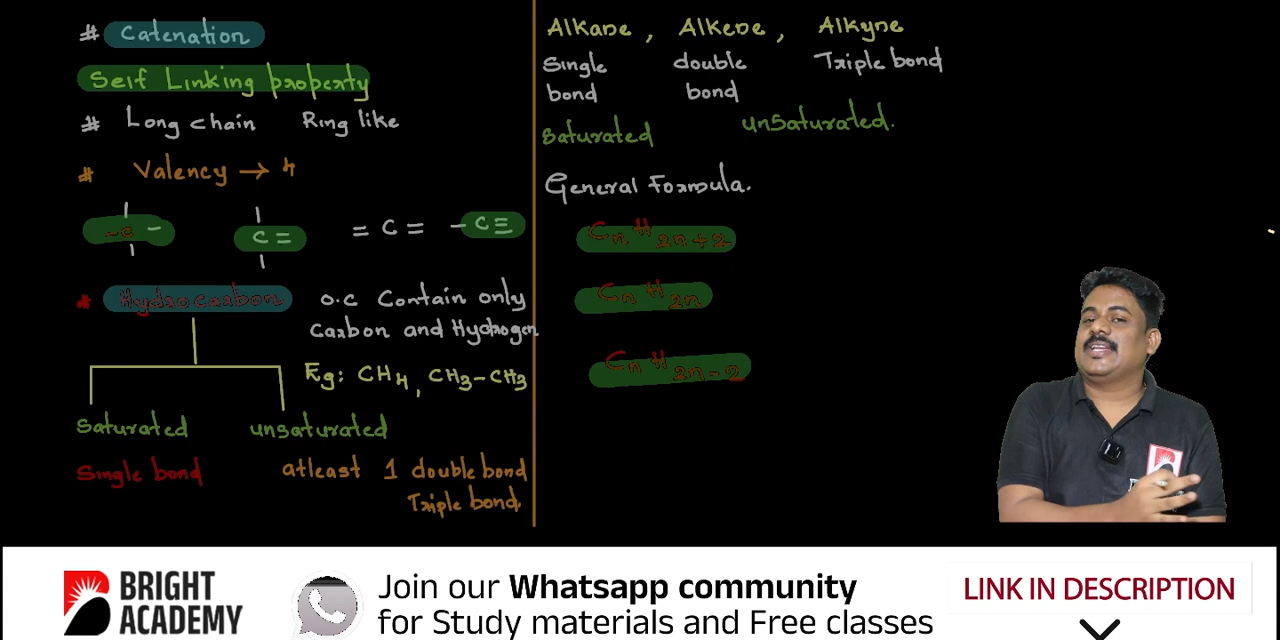 # Catenation
Self Linking property
# Long chain Ring like
# Valency → 4
-C-
C=
= C =
- C≡
* Hydrocarbon
O.C Contain only
Carbon and Hydrogen
Eg: CH4, CH3-CH3
saturated unsaturated
Single bond
atleast 1 double bond
Triple bond.
Alkane, Alkene, Alkyne
Single bond
double bond
Triple bond
saturated
unsaturated.
General Formula.
CnH2n+2
CnH2n
CnH2n-2
BRIGHT
ACADEMY
Join our Whatsapp community
for Study materials and Free classes
LINK IN DESCRIPTION